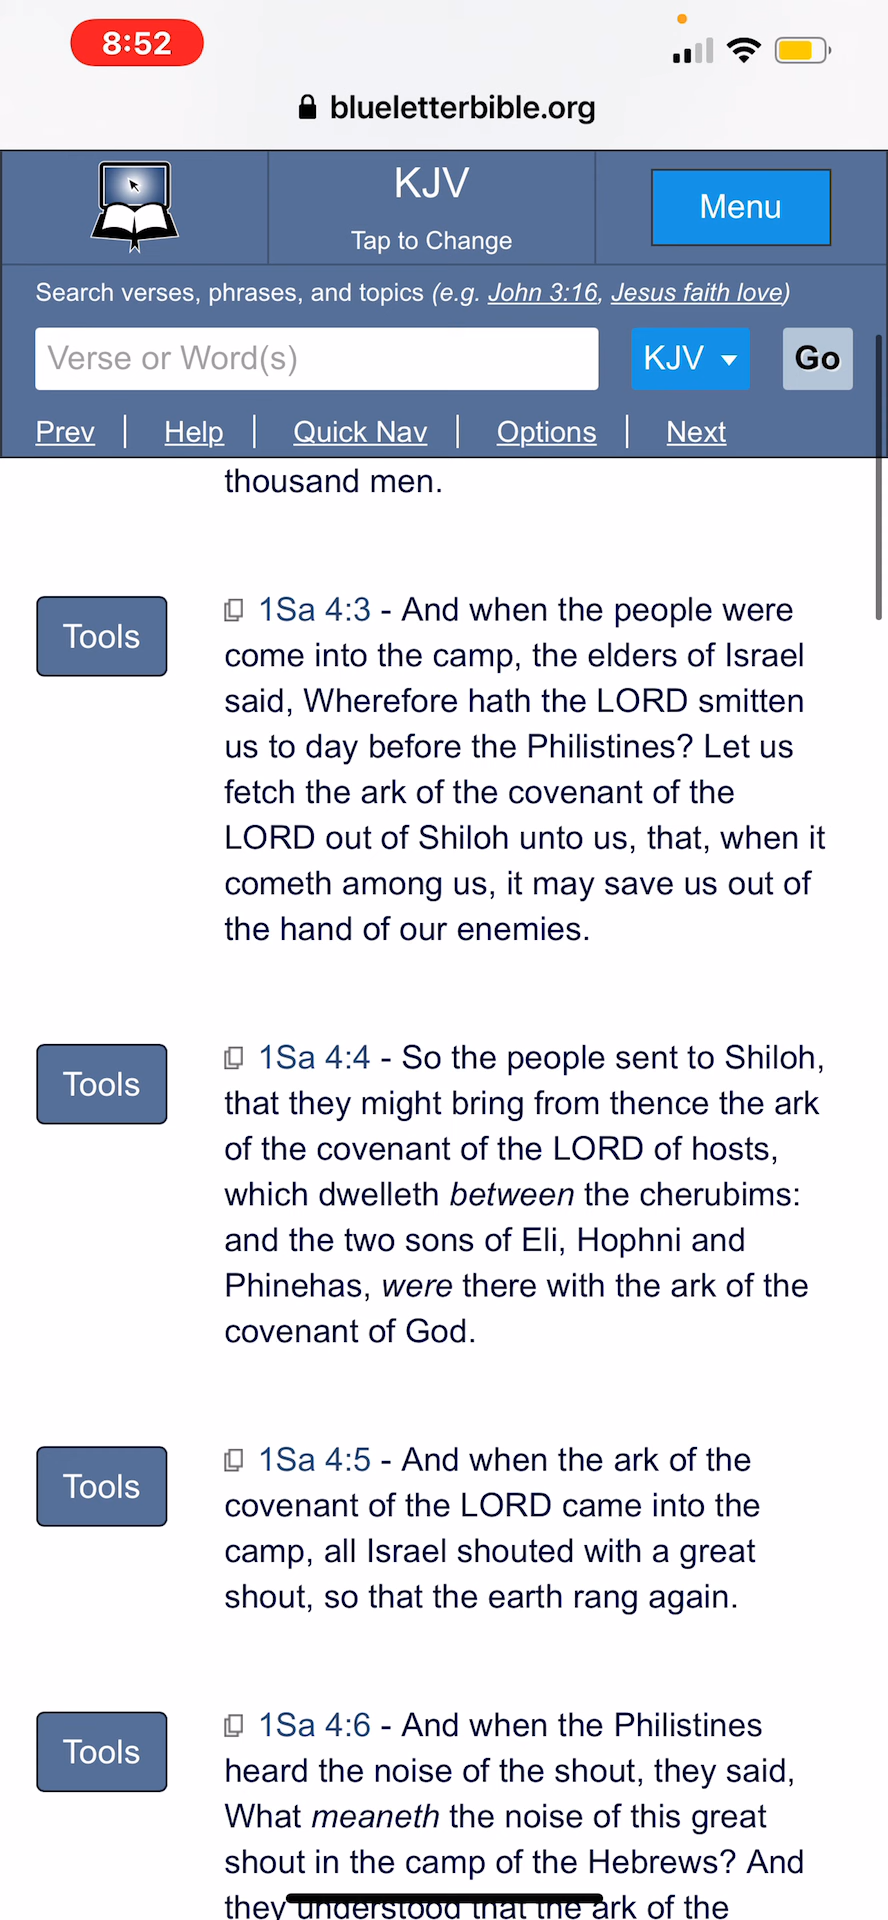 8:52
blueletterbible.org
KJV
Tap to Change
Menu
Search verses, phrases, and topics (e.g. John 3:16, Jesus faith love)
Verse or Word(s)
KJV
Go
Prev | Help | Quick Nav | Options | Next
thousand men.
Tools
1Sa 4:3 - And when the people were
come into the camp, the elders of Israel
said, Wherefore hath the LORD smitten
us to day before the Philistines? Let us
fetch the ark of the covenant of the
LORD out of Shiloh unto us, that, when it
cometh among us, it may save us out of
the hand of our enemies.
Tools
1Sa 4:4 - So the people sent to Shiloh,
that they might bring from thence the ark
of the covenant of the LORD of hosts,
which dwelleth between the cherubims:
and the two sons of Eli, Hophni and
Phinehas, were there with the ark of the
covenant of God.
Tools
1Sa 4:5 - And when the ark of the
covenant of the LORD came into the
camp, all Israel shouted with a great
shout, so that the earth rang again.
Tools
1Sa 4:6 - And when the Philistines
heard the noise of the shout, they said,
What meaneth the noise of this great
shout in the camp of the Hebrews? And
they understood that the ark of the